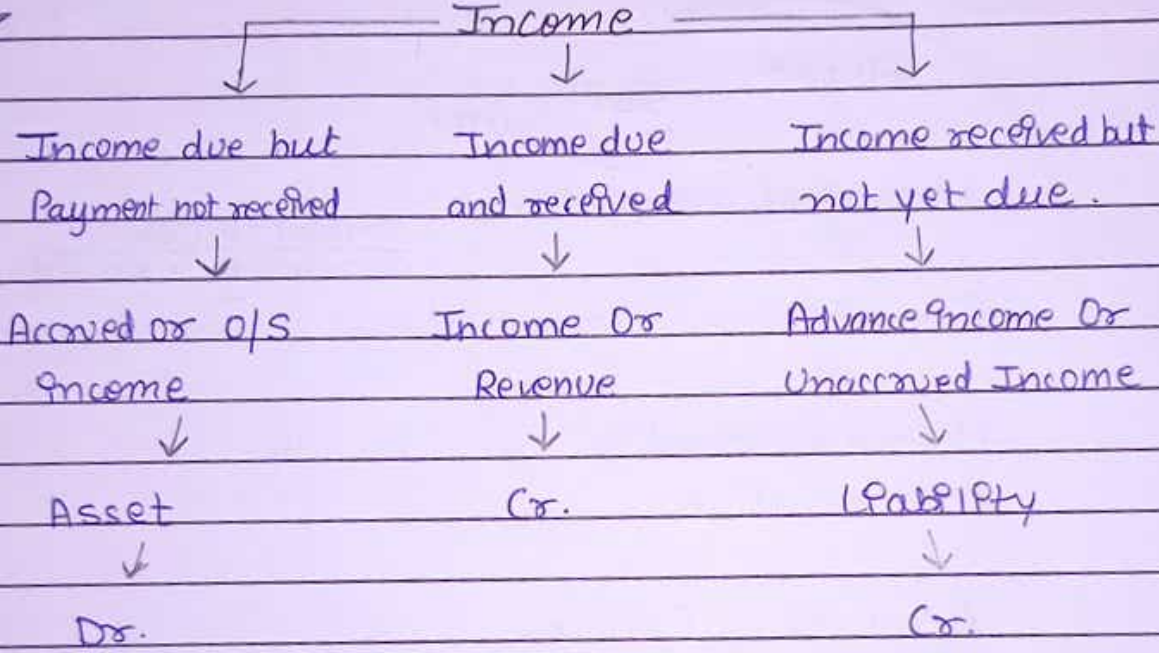 Income
Income due but
Payment not received
Income due
and received
Income received but
not yet due.
Accrued or O/S
income
Income Or
Revenue
Advance income Or
Unaccrued Income
Asset
Cr.
Liability
Dr.
Cr.